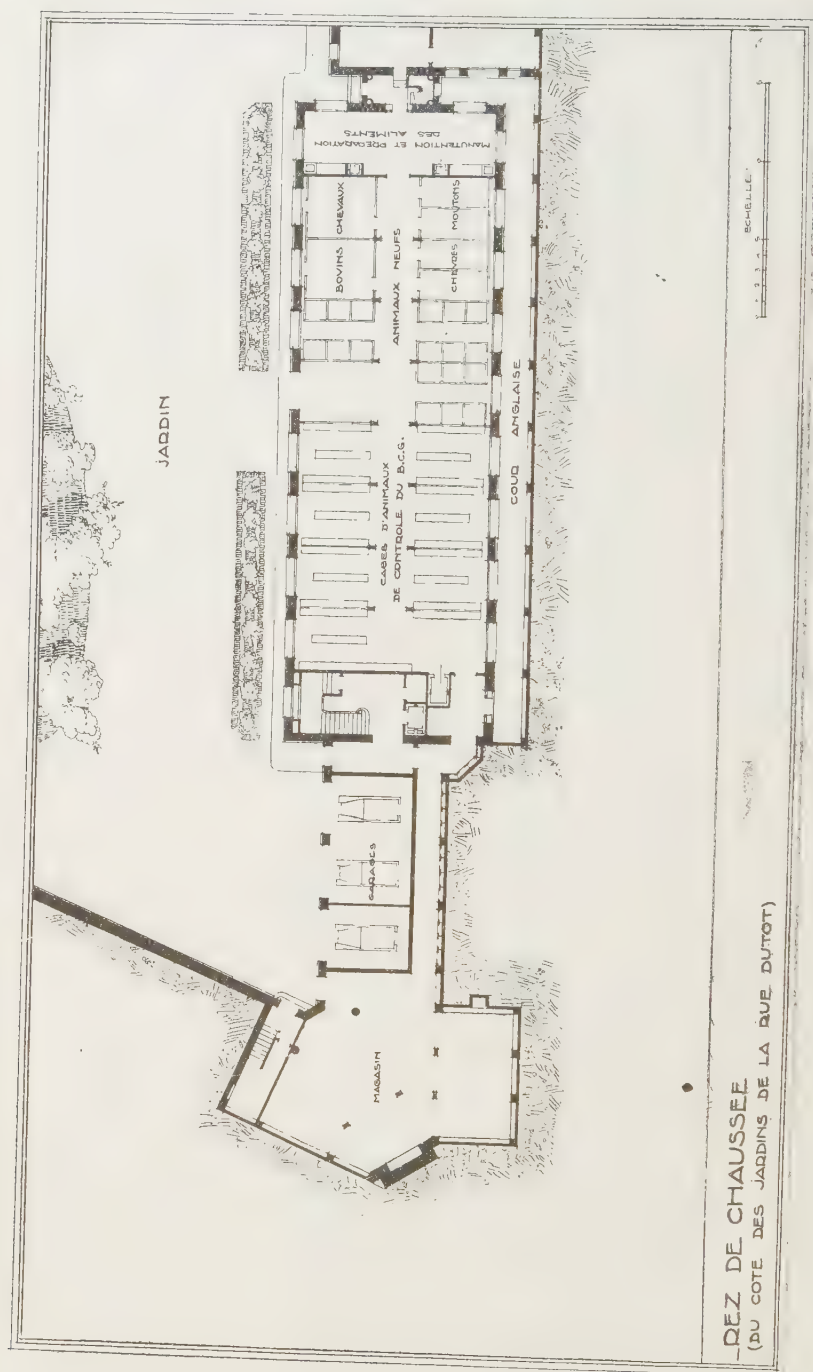 JARDIN
MANUTENTION ET PREPARATION
DES ALIMENTS
BOVINS CHEVAUX
ANIMAUX NEUFS
CHEVRES MOUTONS
CAGES D'ANIMAUX
DE CONTROLE DU B.C.G.
COUR ANGLAISE
GARAGES
MAGASIN
ECHELLE
REZ DE CHAUSSEE
(DU COTE DES JARDINS DE LA RUE DUTOT)